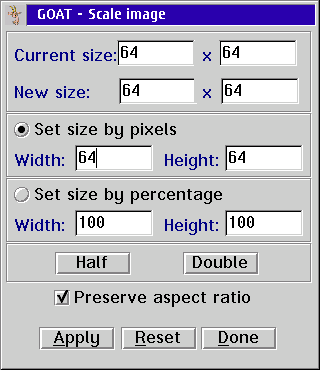 GOAT - Scale image
Current size: 64 x 64
New size: 64 x 64
Set size by pixels
Width: 64 Height: 64
Set size by percentage
Width: 100 Height: 100
Half Double
Preserve aspect ratio
Apply Reset Done